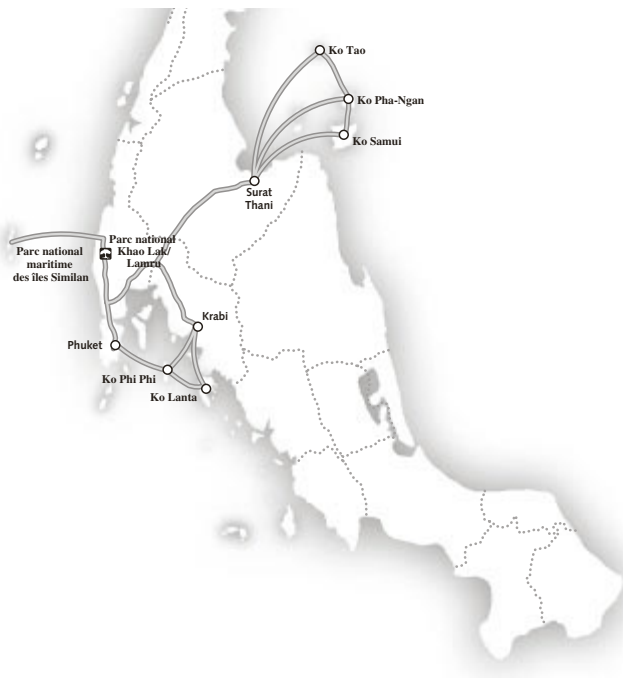 Ko Tao
Ko Pha-Ngan
Ko Samui
Surat
Thani
Parc national
Khao Lak/
Lamru
Parc national
maritime
des îles Similan
Krabi
Phuket
Ko Phi Phi
Ko Lanta